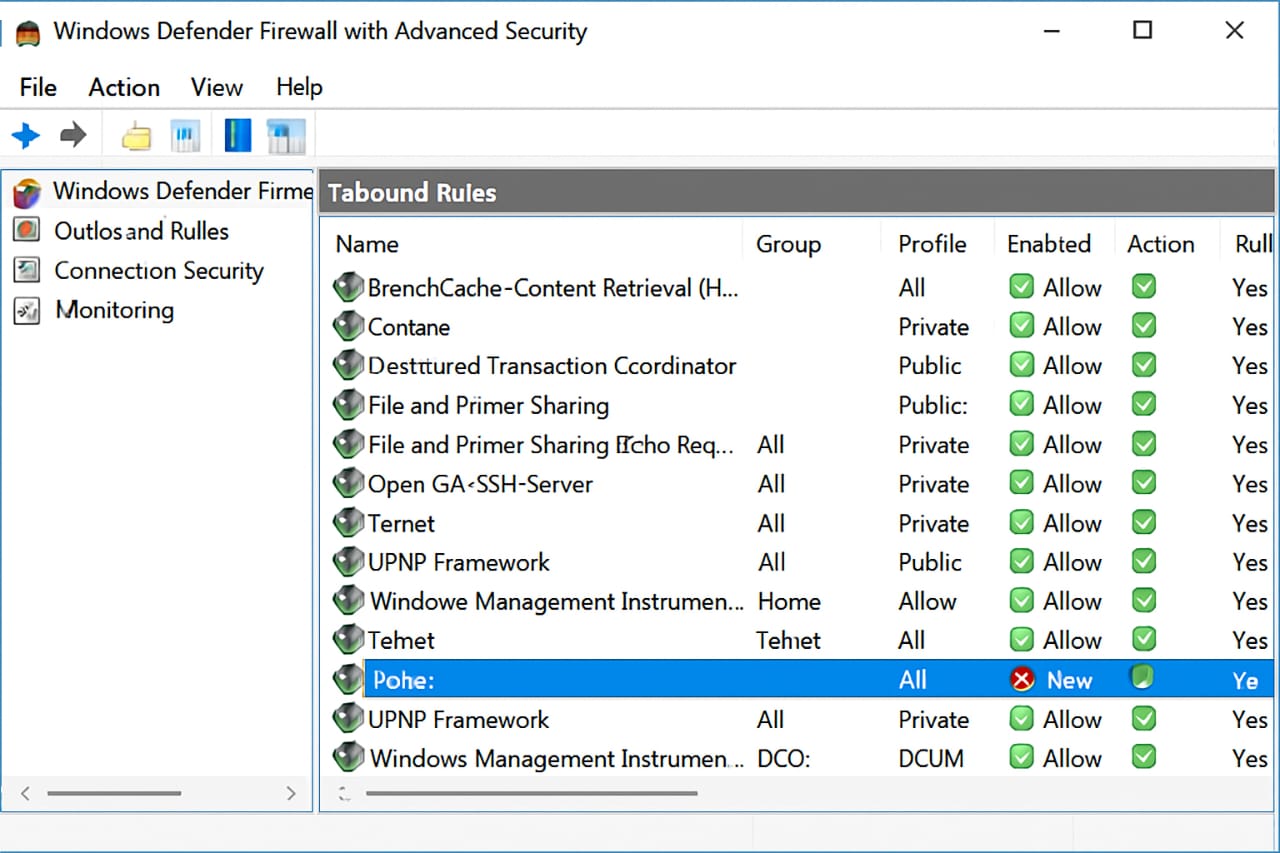 Windows Defender Firewall with Advanced Security
File Action View Help
Windows Defender Firme
Outlos and Rulles
Connection Security
Monitoring
Tabound Rules
Name Group Profile Enabled Action Rull
BrenchCache-Content Retrieval (H... All Allow Yes
Contane Private Allow Yes
Desttured Transaction Ccordinator Public Allow Yes
File and Primer Sharing Public: Allow Yes
File and Primer Sharing Req... All Private Allow Yes
Open GA<SSH-Server All Private Allow Yes
Ternet All Private Allow Yes
UPNP Framework All Public Allow Yes
Windowe Management Instrumen... Home Allow Allow Yes
All Allow Yes
Pohe: All New Ye
UPNP Framework All Private Allow Yes
Windows Management Instrumen... DCO: DCUM Allow Yes